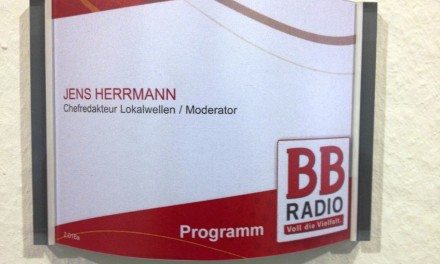 JENS HERRMANN
Chefredakteur Lokalwellen / Moderator
BB
RADIO
Voll die Vielfalt.
Programm